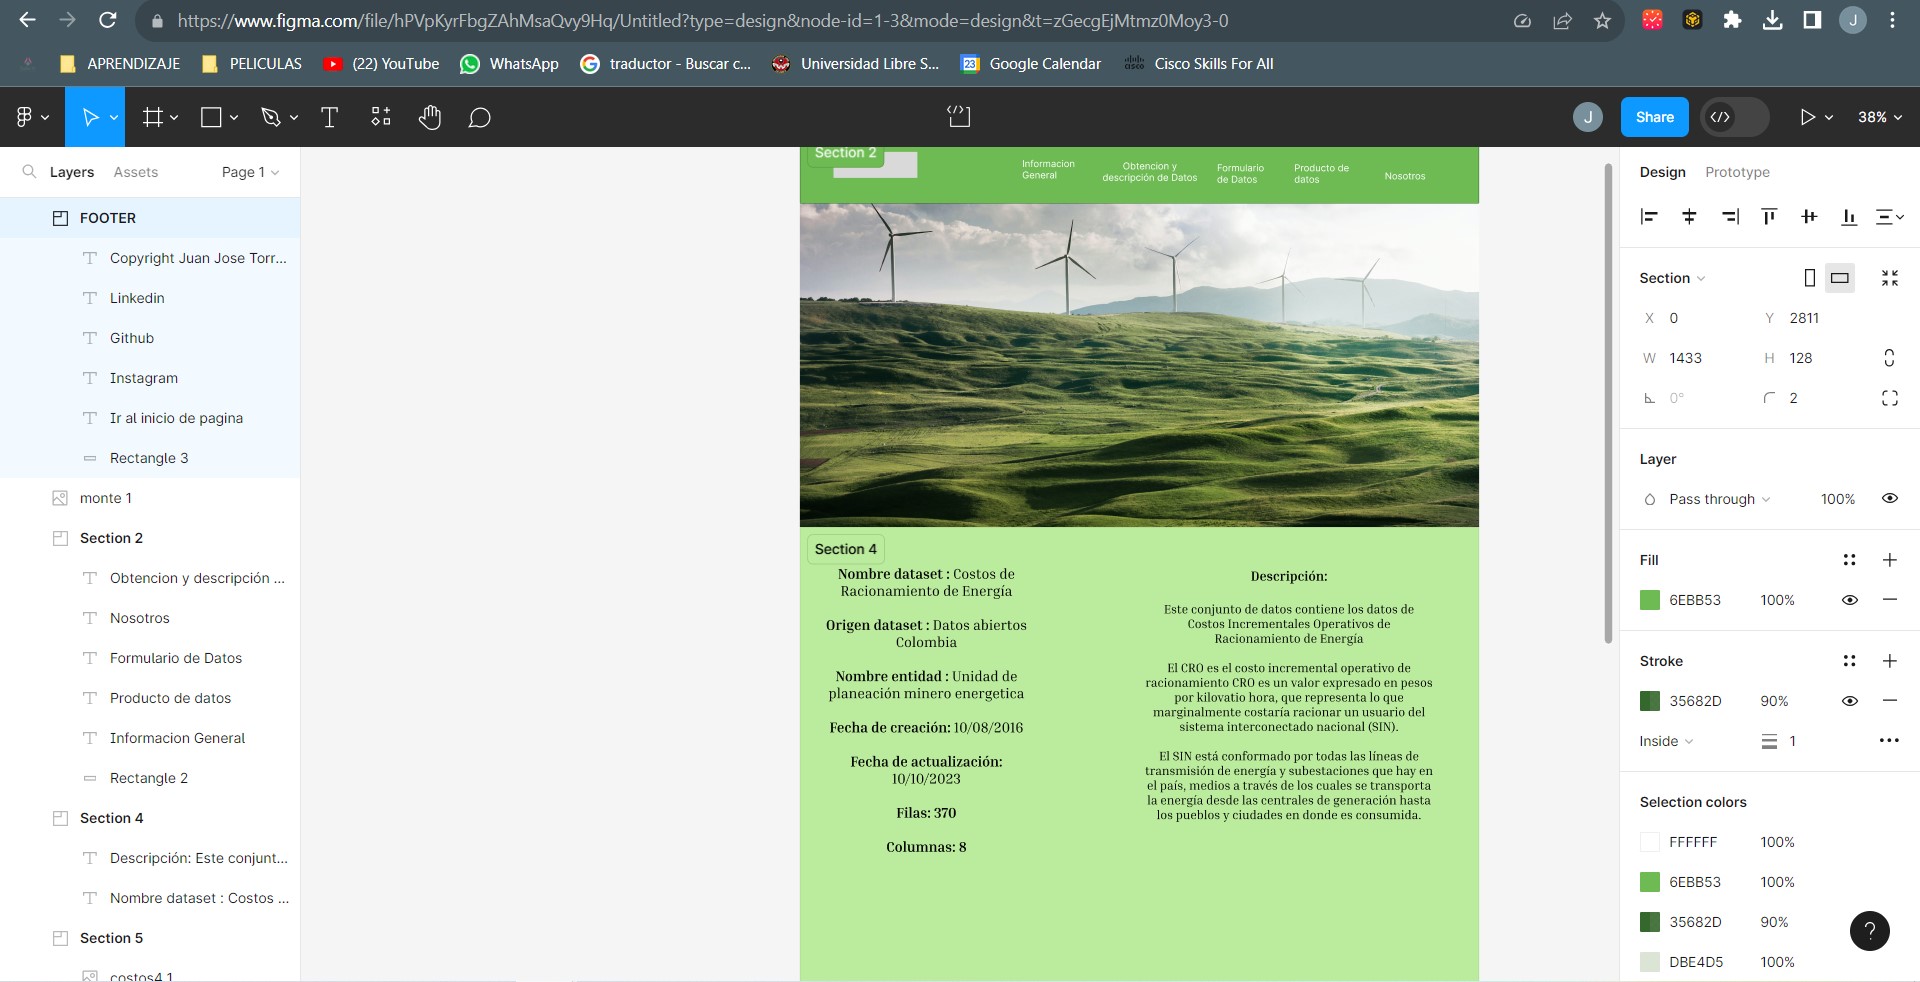 https://www.figma.com/file/hPVpKyrFbgZAhMsaQvy9Hq/Untitled?type=design&node-id=1-3&mode=design&t=zGecgEjMtmz0Moy3-0
J
APRENDIZAJE
PELICULAS
(22) YouTube
WhatsApp
traductor - Buscar c...
Universidad Libre S...
23
Google Calendar
cisco
Cisco Skills For All
J
Share
38%
Layers
Assets
Page 1
FOOTER
Copyright Juan Jose Torr...
Linkedin
Github
Instagram
Ir al inicio de pagina
Rectangle 3
monte 1
Section 2
Obtencion y descripción ...
Nosotros
Formulario de Datos
Producto de datos
Informacion General
Rectangle 2
Section 4
Descripción: Este conjunt...
Nombre dataset : Costos ...
Section 5
costos4 1
Section 2
Informacion
General
Obtencion y
descripción de Datos
Formulario
de Datos
Producto de
datos
Nosotros
Section 4
Nombre dataset : Costos de
Racionamiento de Energía
Origen dataset : Datos abiertos
Colombia
Nombre entidad : Unidad de
planeación minero energetica
Fecha de creación: 10/08/2016
Fecha de actualización:
10/10/2023
Filas: 370
Columnas: 8
Descripción:
Este conjunto de datos contiene los datos de
Costos Incrementales Operativos de
Racionamiento de Energía
El CRO es el costo incremental operativo de
racionamiento CRO es un valor expresado en pesos
por kilovatio hora, que representa lo que
marginalmente costaría racionar un usuario del
sistema interconectado nacional (SIN).
El SIN está conformado por todas las líneas de
transmisión de energía y subestaciones que hay en
el país, medios a través de los cuales se transporta
la energía desde las centrales de generación hasta
los pueblos y ciudades en donde es consumida.
Design
Prototype
Section
X 0
Y 2811
W 1433
H 128
0°
2
Layer
Pass through
100%
Fill
6EBB53 100%
Stroke
35682D 90%
Inside
1
Selection colors
FFFFFF 100%
6EBB53 100%
35682D 90%
DBE4D5 100%
?